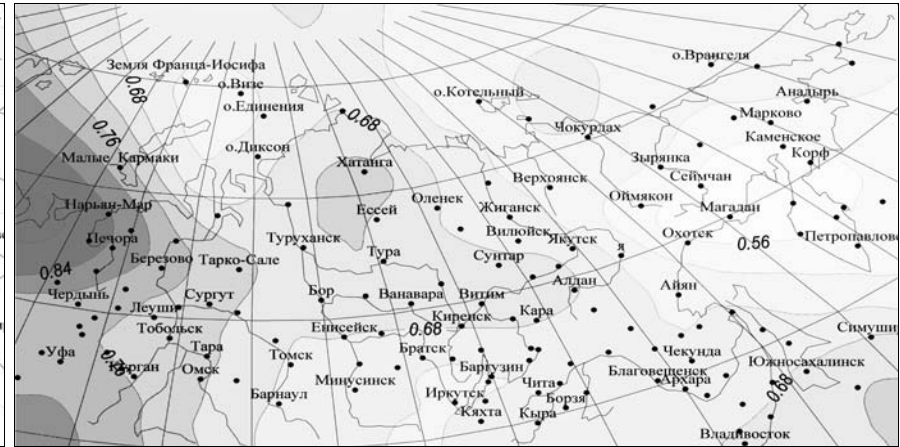 о.Врангеля
Земля Франца-Иосифа
о.Визе
0.68
о.Котельный
Анадырь
о.Единения
Марково
0.68
Чокурдах
0.76
Каменское
о.Диксон
Корф
Малые Кармаки
Хатанга
Зырянка
Сеймчан
Верхоянск
Оймякон
Оленек
Нарьян-Мар
Ессей
Жиганск
Магадан
Вилюйск
Якутск
Охотск
0.56
Петропавловс
Печора
Туруханск
Тура
Сунтар
Березово
Тарко-Сале
0.84
Алдан
Аян
Чердынь
Сургут
Бор
Ванавара
Витим
Леуши
Кара
Киренск
Тобольск
Енисейск
0.68
Симушир
Тара
Томск
Братск
Чекунда
Уфа
Южносахалинск
Курган
Омск
Баргузин
Благовещенск
Минусинск
Чита
Архара
0.68
Барнаул
Иркутск
Борзя
Кяхта
Кыра
Владивосток